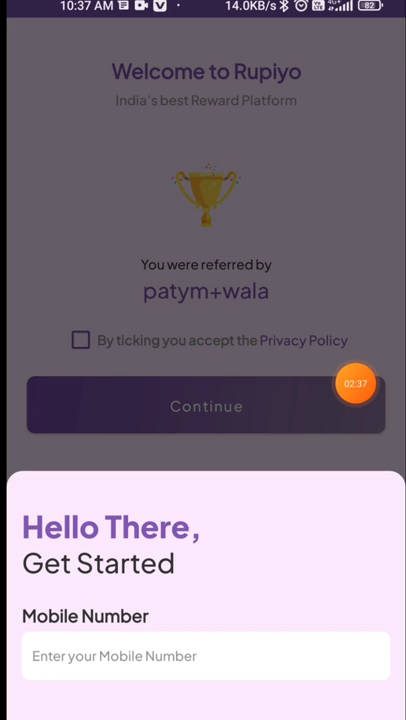 10:37 AM 14.0KB/s 4G+ 82
Welcome to Rupiyo
India's best Reward Platform
You were referred by
patym+wala
By ticking you accept the Privacy Policy
02:37
Continue
Hello There,
Get Started
Mobile Number
Enter your Mobile Number